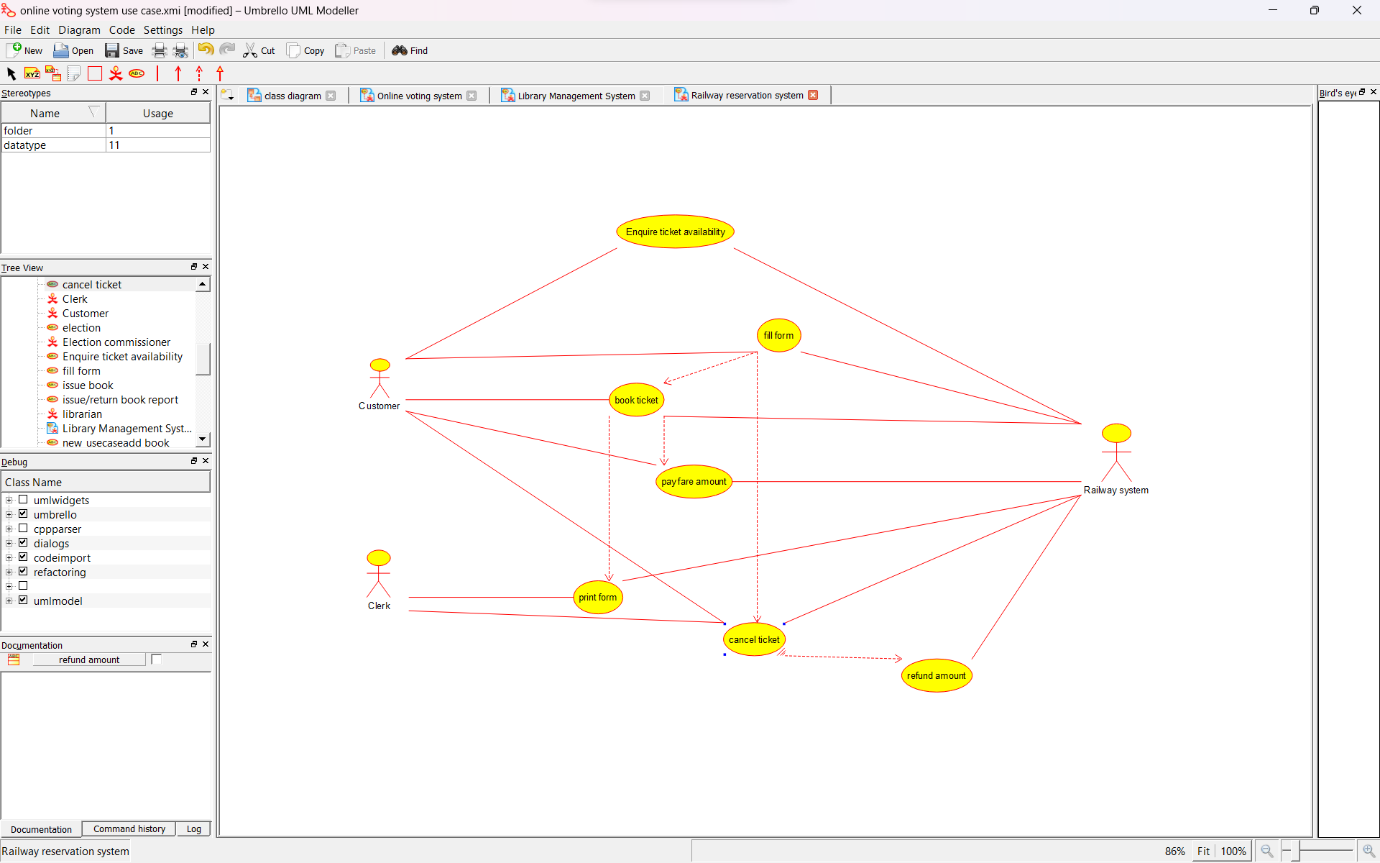 online voting system use case.xmi [modified] – Umbrello UML Modeller
File Edit Diagram Code Settings Help
New Open Save Cut Copy Paste Find
XYZ ABC
Stereotypes
Name Usage
folder 1
datatype 11
Tree View
cancel ticket
Clerk
Customer
election
Election commissioner
Enquire ticket availability
fill form
issue book
issue/return book report
librarian
Library Management Syst...
new usecaseadd book
Debug
Class Name
umlwidgets
umbrello
cppparser
dialogs
codeimport
refactoring
umlmodel
Documentation
refund amount
Documentation Command history Log
class diagram Online voting system Library Management System Railway reservation system
Enquire ticket availability
fill form
Customer
book ticket
pay fare amount
Railway system
Clerk
print form
cancel ticket
refund amount
Bird's eye
Railway reservation system 86% Fit 100%